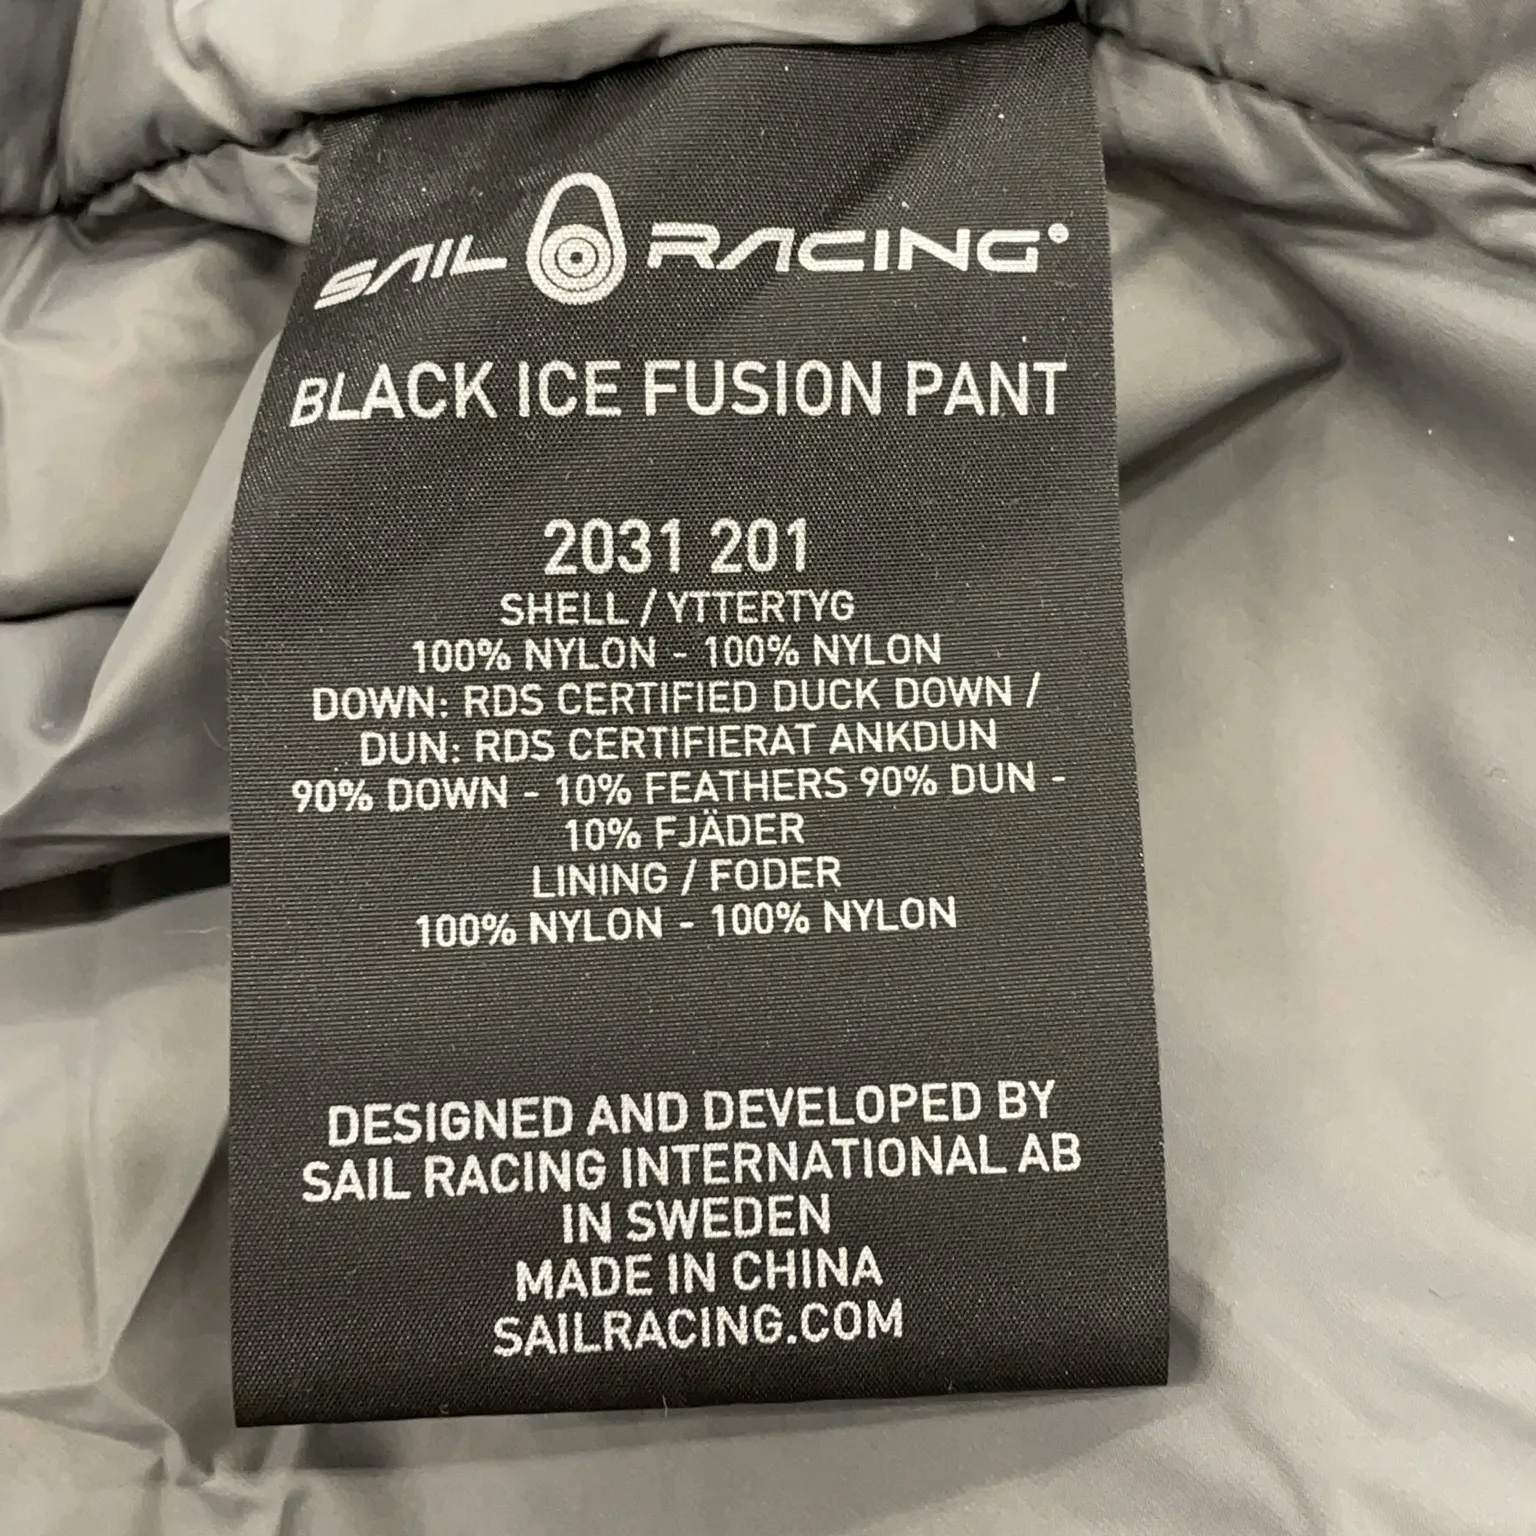 SAIL RACING
BLACK ICE FUSION PANT
2031 201
SHELL / YTTERTYG
100% NYLON - 100% NYLON
DOWN: RDS CERTIFIED DUCK DOWN /
DUN: RDS CERTIFIERAT ANKDUN
90% DOWN - 10% FEATHERS 90% DUN -
10% FJÄDER
LINING / FODER
100% NYLON - 100% NYLON
DESIGNED AND DEVELOPED BY
SAIL RACING INTERNATIONAL AB
IN SWEDEN
MADE IN CHINA
SAILRACING.COM